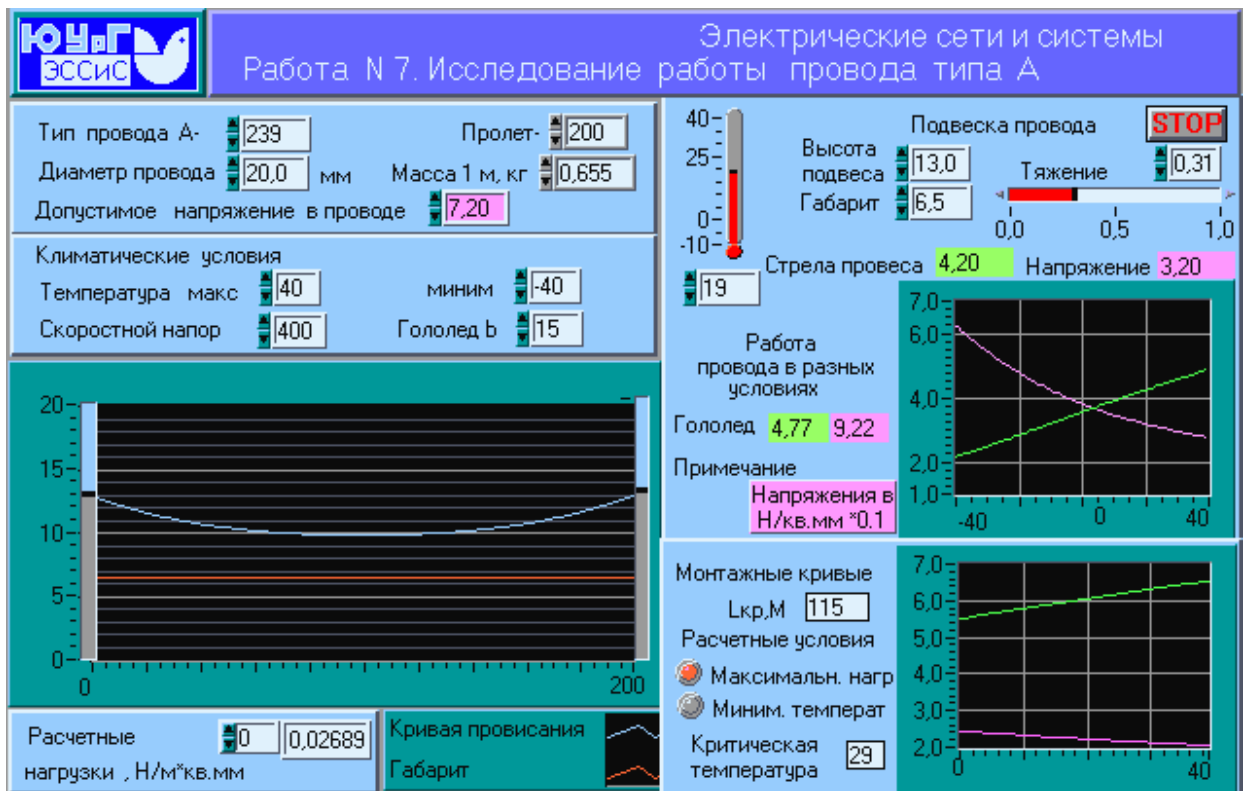 ЮУрГ
ЭССиС
Электрические сети и системы
Работа N 7. Исследование работы провода типа А
Тип провода А- 239 Пролет- 200
Диаметр провода 20,0 мм Масса 1 м, кг 0,655
Допустимое напряжение в проводе 7,20
Климатические условия
Температура макс 40 миним -40
Скоростной напор 400 Гололед b 15
20
15
10
5
0
0 200
Расчетные 0 0,02689
нагрузки , Н/м*кв.мм
Кривая провисания
Габарит
40
25
0
-10
19
Подвеска провода STOP
Высота подвеса 13,0
Габарит 6,5
Тяжение 0,31
0,0 0,5 1,0
Стрела провеса 4,20 Напряжение 3,20
Работа
провода в разных
условиях
Гололед 4,77 9,22
Примечание
Напряжения в
Н/кв.мм *0.1
7,0
6,0
4,0
2,0
1,0
-40 0 40
Монтажные кривые
Lкр,М 115
Расчетные условия
Максимальн. нагр
Миним. температ
Критическая
температура 29
7,0
6,0
5,0
4,0
3,0
2,0
0 40